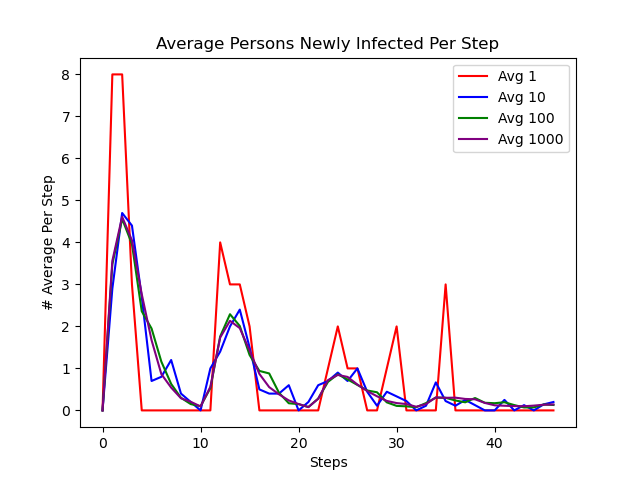 Average Persons Newly Infected Per Step
Avg 1
Avg 10
Avg 100
Avg 1000
8
7
6
5
4
3
2
1
0
# Average Per Step
0 10 20 30 40
Steps